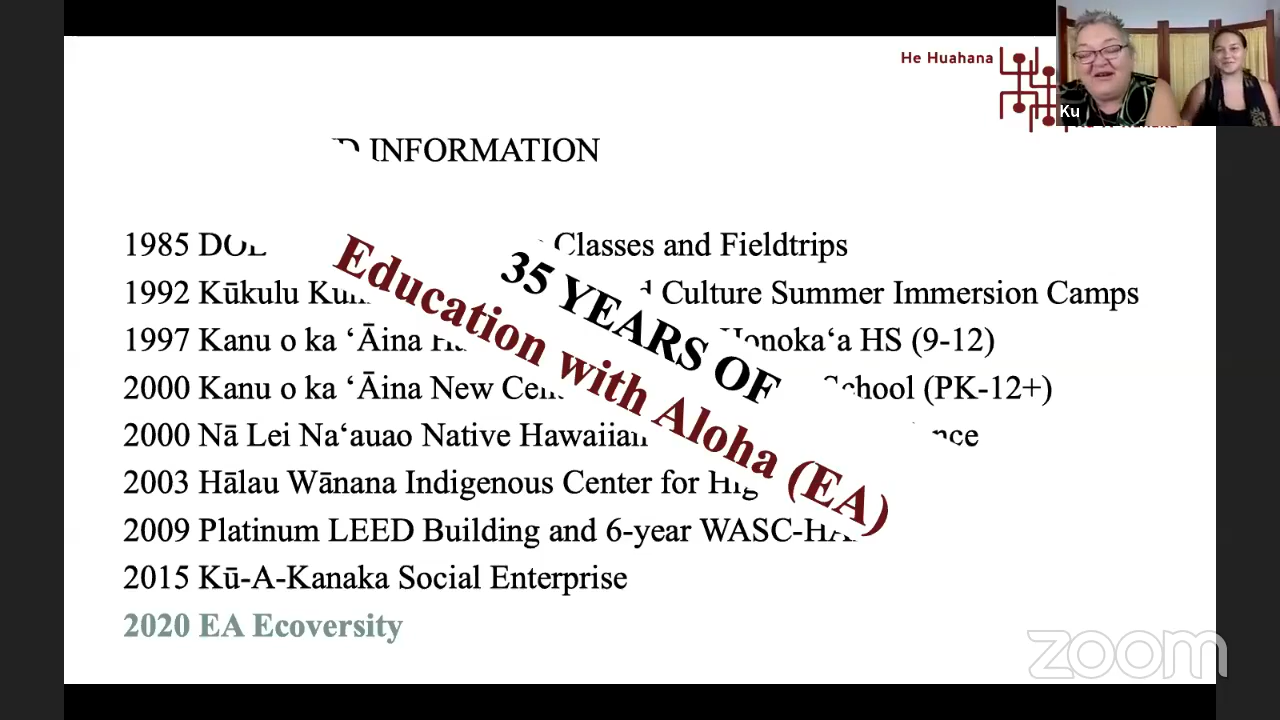 He Huahana
Ku
INFORMATION
1985 Classes and Fieldtrips
1992 Kūkulu Culture Summer Immersion Camps
1997 Kanu o ka ʻĀina Honokaʻa HS (9-12)
2000 Kanu o ka ʻĀina New School (PK-12+)
2000 Nā Lei Naʻauao Native Hawaiian
2003 Hālau Wānana Indigenous Center for
2009 Platinum LEED Building and 6-year
2015 Kū-A-Kanaka Social Enterprise
2020 EA Ecoversity
35 YEARS OF
Education with Aloha (EA)
zoom